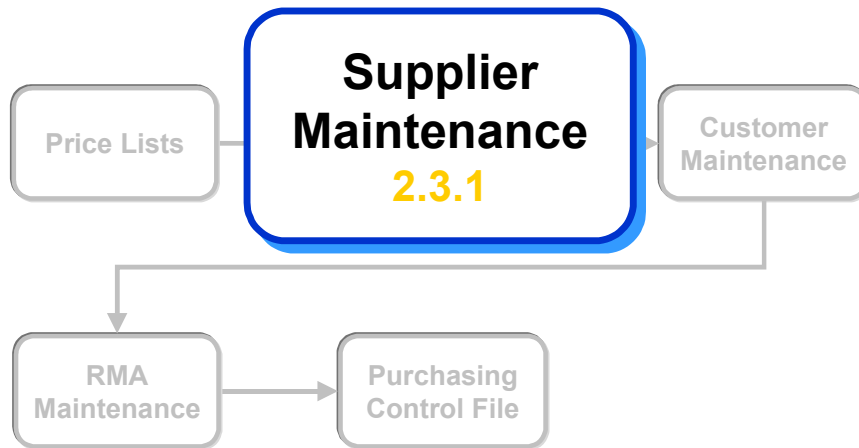 Price Lists
Supplier
Maintenance
2.3.1
Customer
Maintenance
RMA
Maintenance
Purchasing
Control File